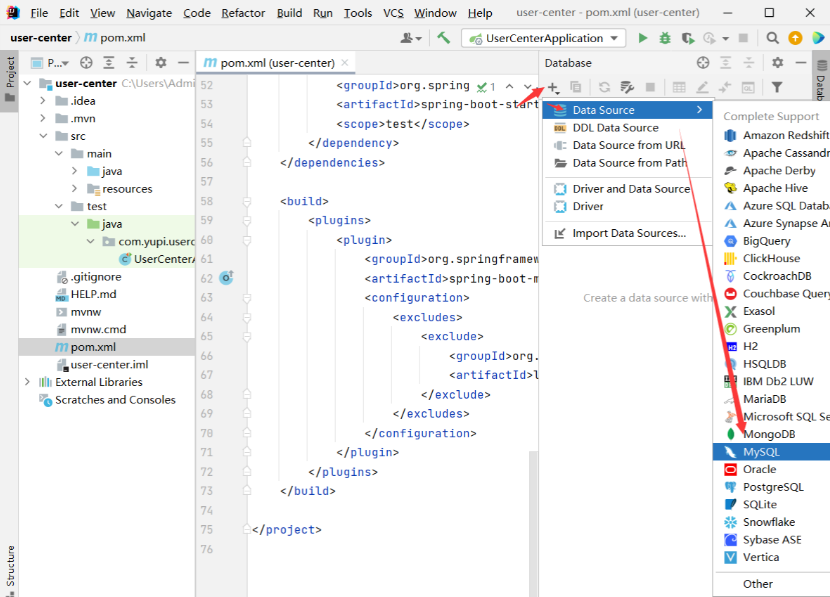 File Edit View Navigate Code Refactor Build Run Tools VCS Window Help user-center - pom.xml (user-center)
user-center pom.xml UserCenterApplication
Project
P...
user-center C:\Users\Admi
.idea
.mvn
src
main
java
resources
test
java
com.yupi.userc
UserCenterA
.gitignore
HELP.md
mvnw
mvnw.cmd
pom.xml
user-center.iml
External Libraries
Scratches and Consoles
Structure
pom.xml (user-center)
1
52 <groupId>org.spring
53 <artifactId>spring-boot-start
54 <scope>test</scope>
55 </dependency>
56 </dependencies>
57
58 <build>
59 <plugins>
60 <plugin>
61 <groupId>org.springframew
62 <artifactId>spring-boot-m
63 <configuration>
64 <excludes>
65 <exclude>
66 <groupId>org.
67 <artifactId>l
68 </exclude>
69 </excludes>
70 </configuration>
71 </plugin>
72 </plugins>
73 </build>
74
75 </project>
76
Database
Data Source
DDL Data Source
Data Source from URL
Data Source from Path
Driver and Data Source
Driver
Import Data Sources...
Create a data source with
Complete Support
Amazon Redshift
Apache Cassandr
Apache Derby
Apache Hive
Azure SQL Datab
Azure Synapse An
BigQuery
ClickHouse
CockroachDB
Couchbase Query
Exasol
Greenplum
H2
HSQLDB
IBM Db2 LUW
MariaDB
Microsoft SQL Se
MongoDB
MySQL
Oracle
PostgreSQL
SQLite
Snowflake
Sybase ASE
Vertica
Other
Datab